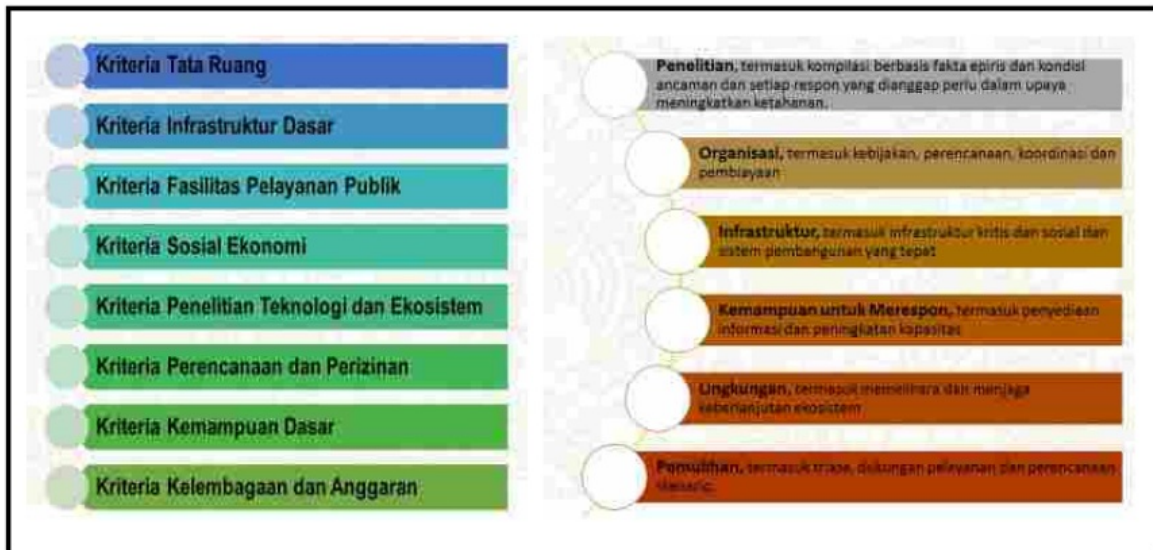 Kriteria Tata Ruang
Kriteria Infrastruktur Dasar
Kriteria Fasilitas Pelayanan Publik
Kriteria Sosial Ekonomi
Kriteria Penelitian Teknologi dan Ekosistem
Kriteria Perencanaan dan Perizinan
Kriteria Kemampuan Dasar
Kriteria Kelembagaan dan Anggaran
Penelitian, termasuk kompilasi berbasis fakta epiris dan kondisi
ancaman dan setiap respon yang dianggap perlu dalam upaya
meningkatkan ketahanan.
Organisasi, termasuk kebijakan, perencanaan, koordinasi dan
pembiayaan
Infrastruktur, termasuk infrastruktur kritis dan sosial dan
sistem pembangunan yang tepat
Kemampuan untuk Merespon, termasuk penyediaan
informasi dan peningkatan kapasitas
Lingkungan, termasuk memelihara dan menjaga
keberlanjutan ekosistem
Pemulihan, termasuk dukungan pelayanan dan perencanaan